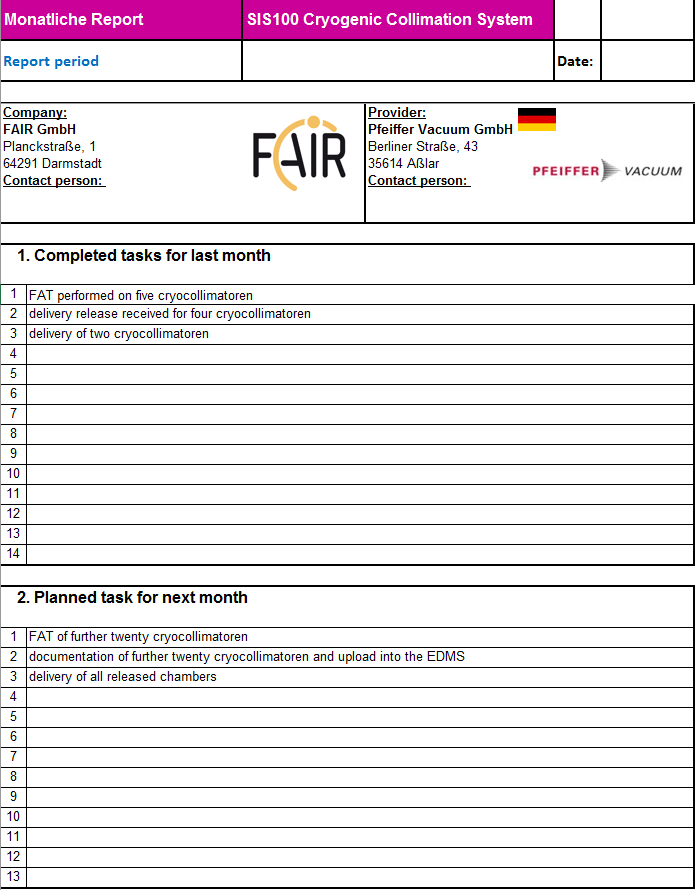 Monatliche Report
SIS100 Cryogenic Collimation System
Report period
Date:
Company:
FAIR GmbH
Planckstraße, 1
64291 Darmstadt
Contact person:
FAIR
Provider:
Pfeiffer Vacuum GmbH
Berliner Straße, 43
35614 Aßlar
Contact person:
PFEIFFER VACUUM
1. Completed tasks for last month
1 FAT performed on five cryocollimatoren
2 delivery release received for four cryocollimatoren
3 delivery of two cryocollimatoren
4
5
6
7
8
9
10
11
12
13
14
2. Planned task for next month
1 FAT of further twenty cryocollimatoren
2 documentation of further twenty cryocollimatoren and upload into the EDMS
3 delivery of all released chambers
4
5
6
7
8
9
10
11
12
13